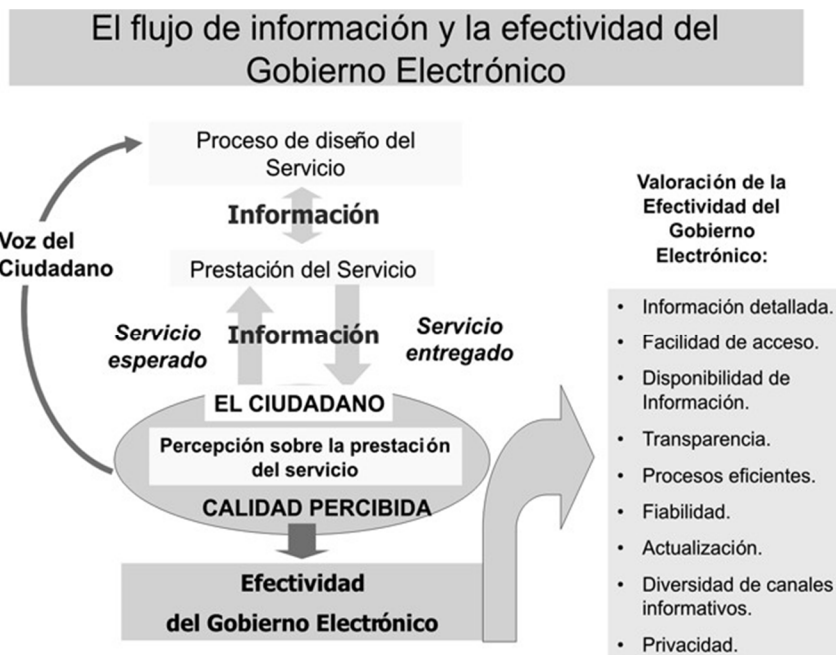 El flujo de información y la efectividad del
Gobierno Electrónico
Proceso de diseño del
Servicio
Información
Voz del
Ciudadano
Prestación del Servicio
Servicio
esperado
Información
Servicio
entregado
EL CIUDADANO
Percepción sobre la prestación
del servicio
CALIDAD PERCIBIDA
Efectividad
del Gobierno Electrónico
Valoración de la
Efectividad del
Gobierno
Electrónico:
• Información detallada.
• Facilidad de acceso.
• Disponibilidad de
Información.
• Transparencia.
• Procesos eficientes.
• Fiabilidad.
• Actualización.
• Diversidad de canales
informativos.
• Privacidad.